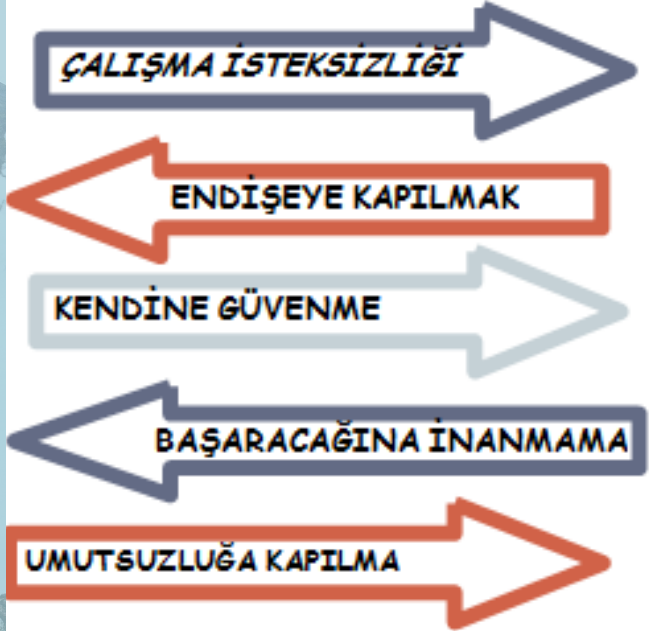 ÇALIŞMA İSTEKSİZLİĞİ
ENDİŞEYE KAPILMAK
KENDİNE GÜVENME
BAŞARACAĞINA İNANMAMA
UMUTSUZLUĞA KAPILMA